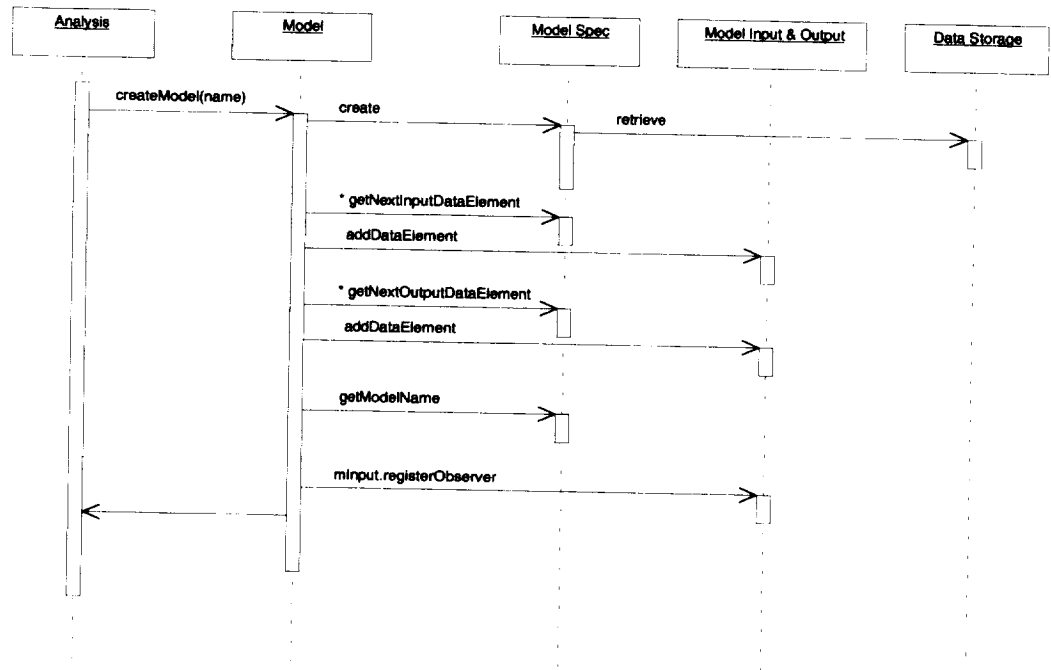 Analysis
Model
Model Spec
Model Input & Output
Data Storage
createModel(name)
create
retrieve
* getNextInputDataElement
addDataElement
* getNextOutputDataElement
addDataElement
getModelName
mInput.registerObserver